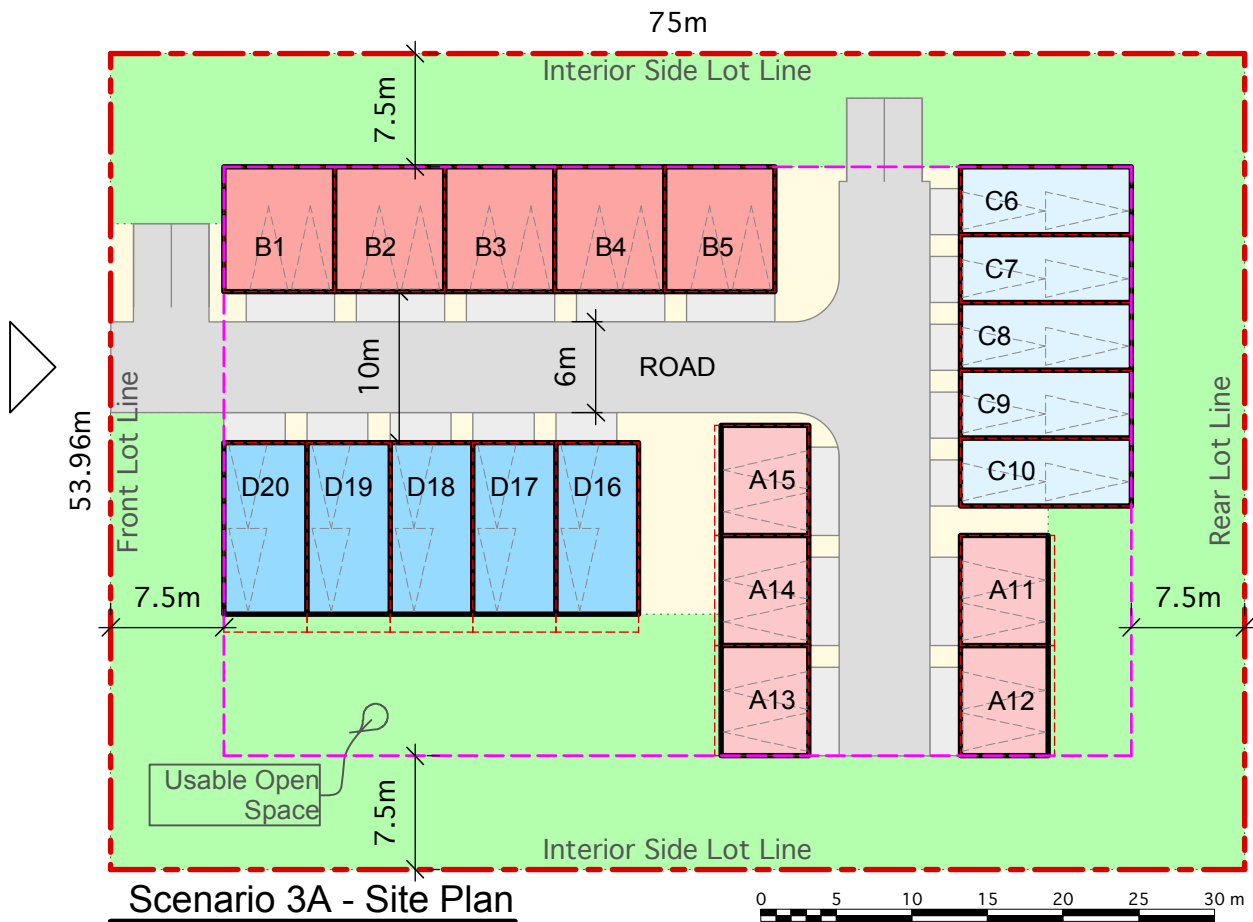 75m
Interior Side Lot Line
7.5m
B1 B2 B3 B4 B5
C6
C7
C8
C9
C10
10m
6m
ROAD
Front Lot Line
53.96m
Rear Lot Line
D20 D19 D18 D17 D16
A15
A14
A13
A11
A12
7.5m
7.5m
Usable Open
Space
7.5m
Interior Side Lot Line
Scenario 3A - Site Plan
0 5 10 15 20 25 30 m